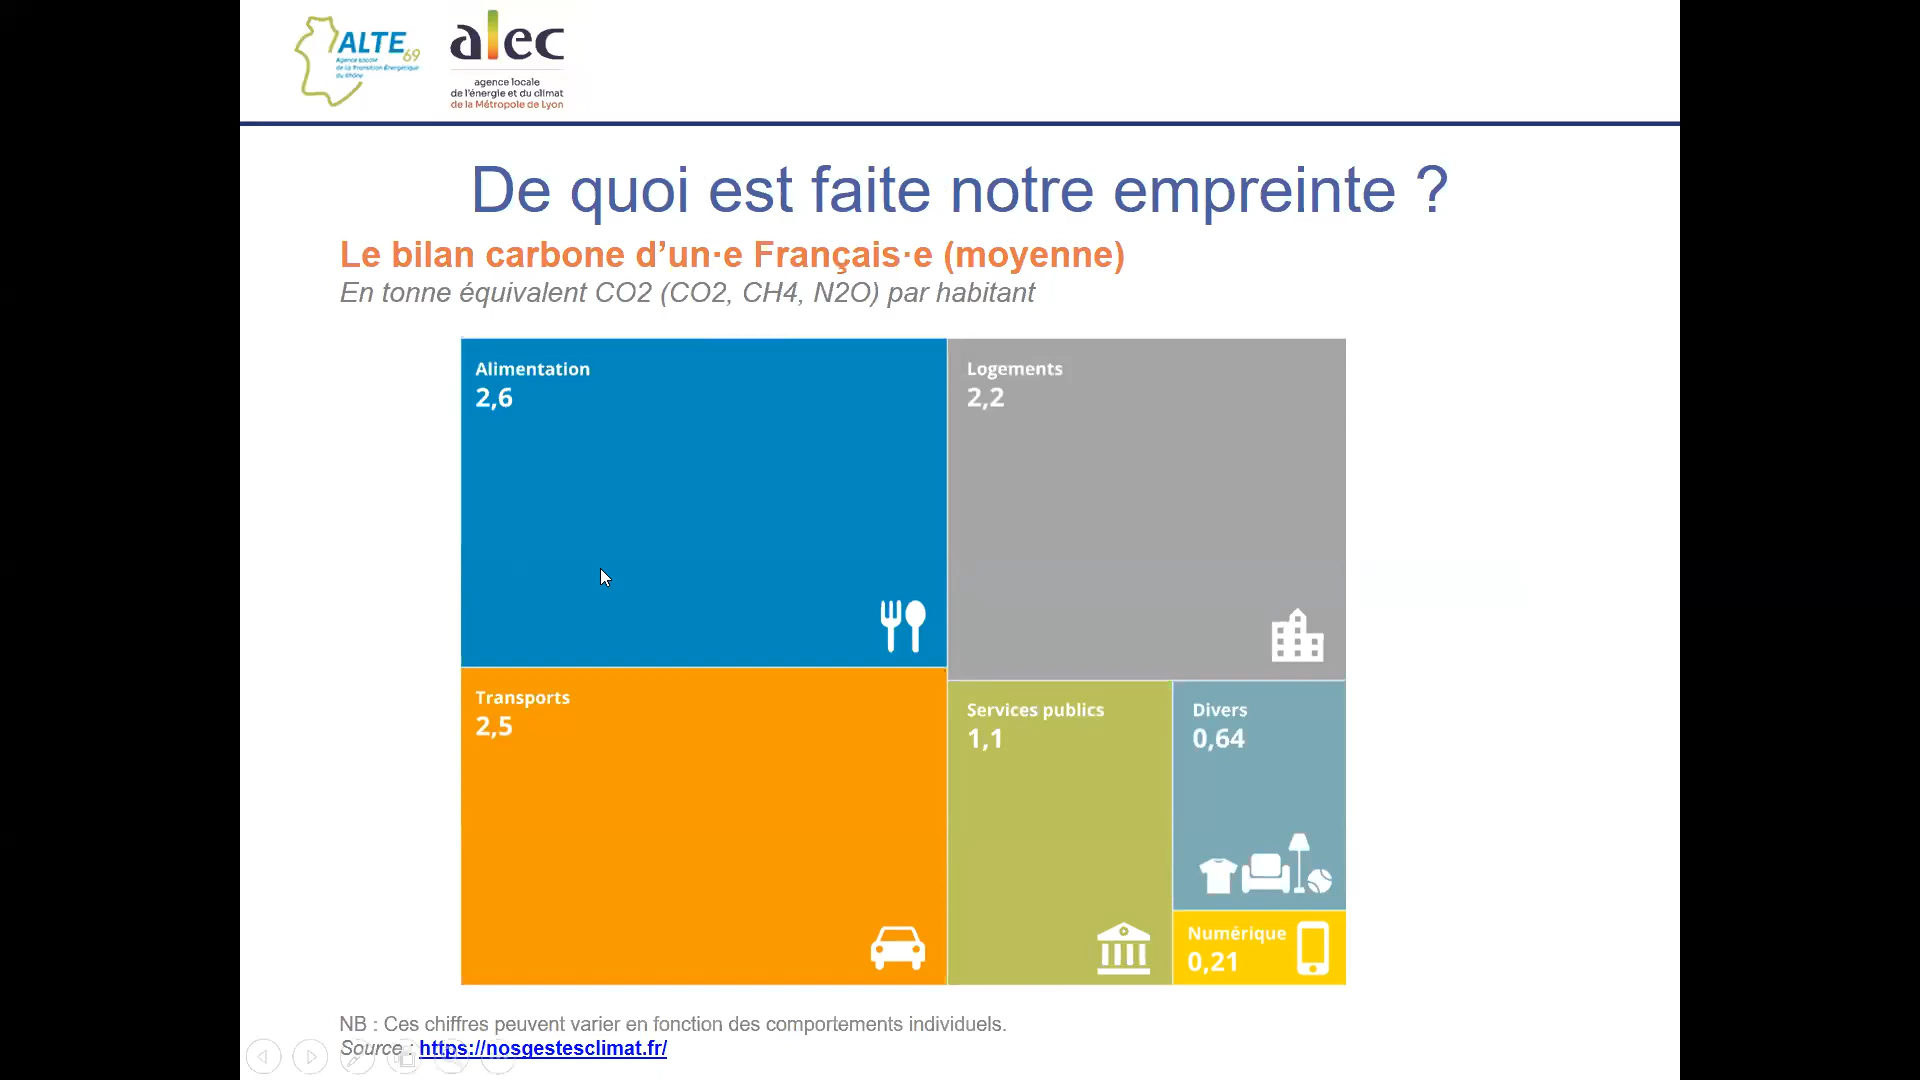 ALTE 69
Agence Locale
de la Transition Énergétique
du Rhône
alec
agence locale
de l'énergie et du climat
de la Métropole de Lyon
De quoi est faite notre empreinte ?
Le bilan carbone d’un·e Français·e (moyenne)
En tonne équivalent CO2 (CO2, CH4, N2O) par habitant
Alimentation
2,6
Logements
2,2
Transports
2,5
Services publics
1,1
Divers
0,64
Numérique
0,21
NB : Ces chiffres peuvent varier en fonction des comportements individuels.
Source : https://nosgestesclimat.fr/